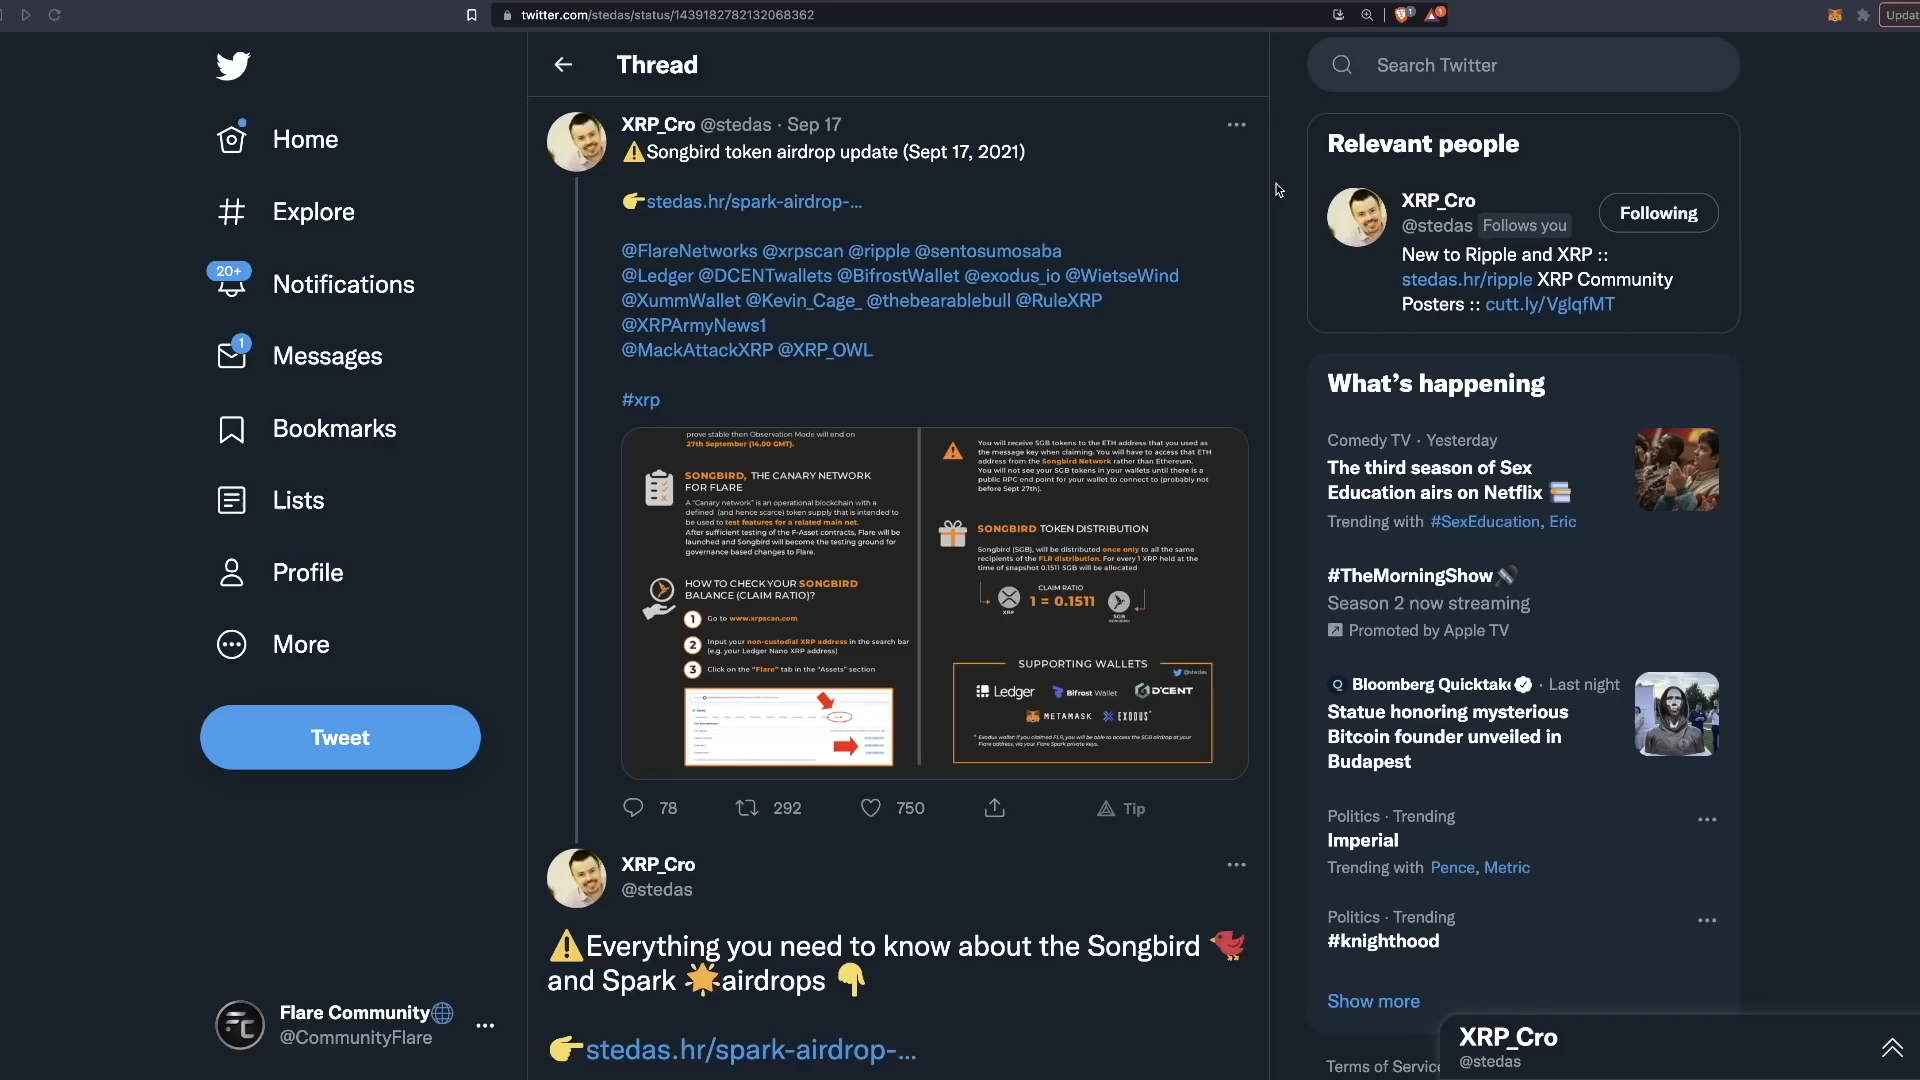 twitter.com/stedas/status/1439182782132068362
Updat
Home
Explore
20+
Notifications
1
Messages
Bookmarks
Lists
Profile
More
Tweet
Flare Community
@CommunityFlare
Thread
XRP_Cro @stedas · Sep 17
⚠️Songbird token airdrop update (Sept 17, 2021)
👉stedas.hr/spark-airdrop-...
@FlareNetworks @xrpscan @ripple @sentosumosaba
@Ledger @DCENTwallets @BifrostWallet @exodus_io @WietseWind
@XummWallet @Kevin_Cage_ @thebearablebull @RuleXRP
@XRPArmyNews1
@MackAttackXRP @XRP_OWL
#xrp
prove stable then Observation Mode will end on
27th September (14.00 GMT).
SONGBIRD, THE CANARY NETWORK
FOR FLARE
A "Canary network" is an operational blockchain with a
defined (and hence scarce) token supply that is intended to
be used to test features for a related main net.
After sufficient testing of the F-Asset contracts, Flare will be
launched and Songbird will become the testing ground for
governance based changes to Flare.
HOW TO CHECK YOUR SONGBIRD
BALANCE (CLAIM RATIO)?
1 Go to www.xrpscan.com
2 Input your non-custodial XRP address in the search bar
(e.g. your Ledger Nano XRP address)
3 Click on the "Flare" tab in the "Assets" section
You will receive SGB tokens to the ETH address that you used as
the message key when claiming. You will have to access that ETH
address from the Songbird Network rather than Ethereum.
You will not see your SGB tokens in your wallets until there is a
public RPC end point for your wallet to connect to (probably not
before Sept 27th).
SONGBIRD TOKEN DISTRIBUTION
Songbird (SGB), will be distributed once only to all the same
recipients of the FLR distribution. For every 1 XRP held at the
time of snapshot 0.1511 SGB will be allocated
CLAIM RATIO
1 = 0.1511
XRP
SGB
SUPPORTING WALLETS
@stedas
Ledger Bifrost Wallet D'CENT
METAMASK EXODUS
* Exodus wallet: If you claimed FLR, you will be able to access the SGB airdrop at your
Flare address, via your Flare Spark private keys.
78 292 750 Tip
XRP_Cro
@stedas
⚠️Everything you need to know about the Songbird 🐦
and Spark 🌟airdrops 👇
👉stedas.hr/spark-airdrop-...
Search Twitter
Relevant people
XRP_Cro
@stedas Follows you
Following
New to Ripple and XRP ::
stedas.hr/ripple XRP Community
Posters :: cutt.ly/VglqfMT
What's happening
Comedy TV · Yesterday
The third season of Sex
Education airs on Netflix
Trending with #SexEducation, Eric
#TheMorningShow
Season 2 now streaming
Promoted by Apple TV
Bloomberg Quicktake · Last night
Statue honoring mysterious
Bitcoin founder unveiled in
Budapest
Politics · Trending
Imperial
Trending with Pence, Metric
Politics · Trending
#knighthood
Show more
Terms of Service
XRP_Cro
@stedas